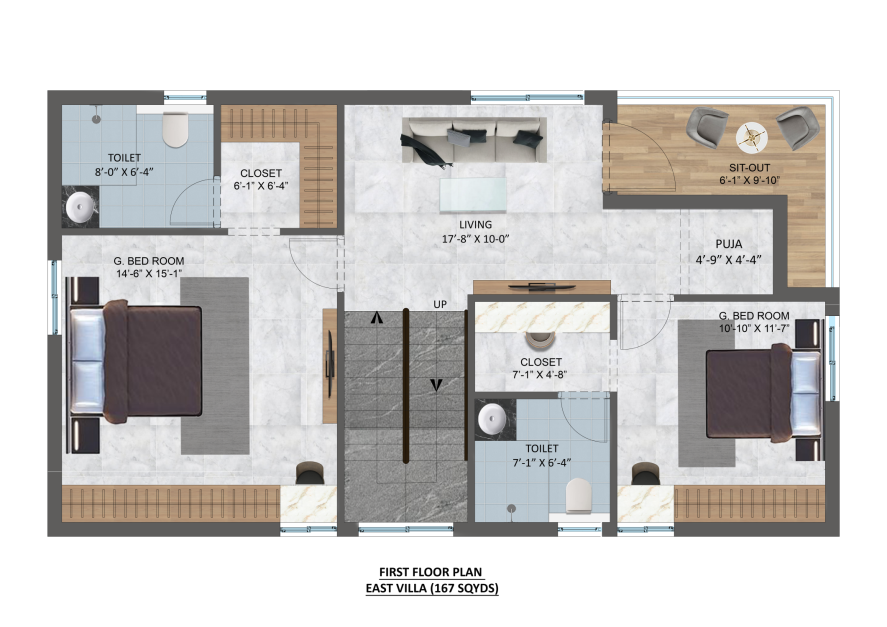 TOILET
8'-0” X 6'-4”
CLOSET
6'-1” X 6'-4”
LIVING
17'-8” X 10-0”
SIT-OUT
6'-1” X 9'-10”
PUJA
4'-9” X 4'-4”
G. BED ROOM
14'-6” X 15'-1”
UP
G. BED ROOM
10'-10” X 11'-7”
CLOSET
7'-1” X 4'-8”
TOILET
7'-1” X 6'-4”
FIRST FLOOR PLAN
EAST VILLA (167 SQYDS)